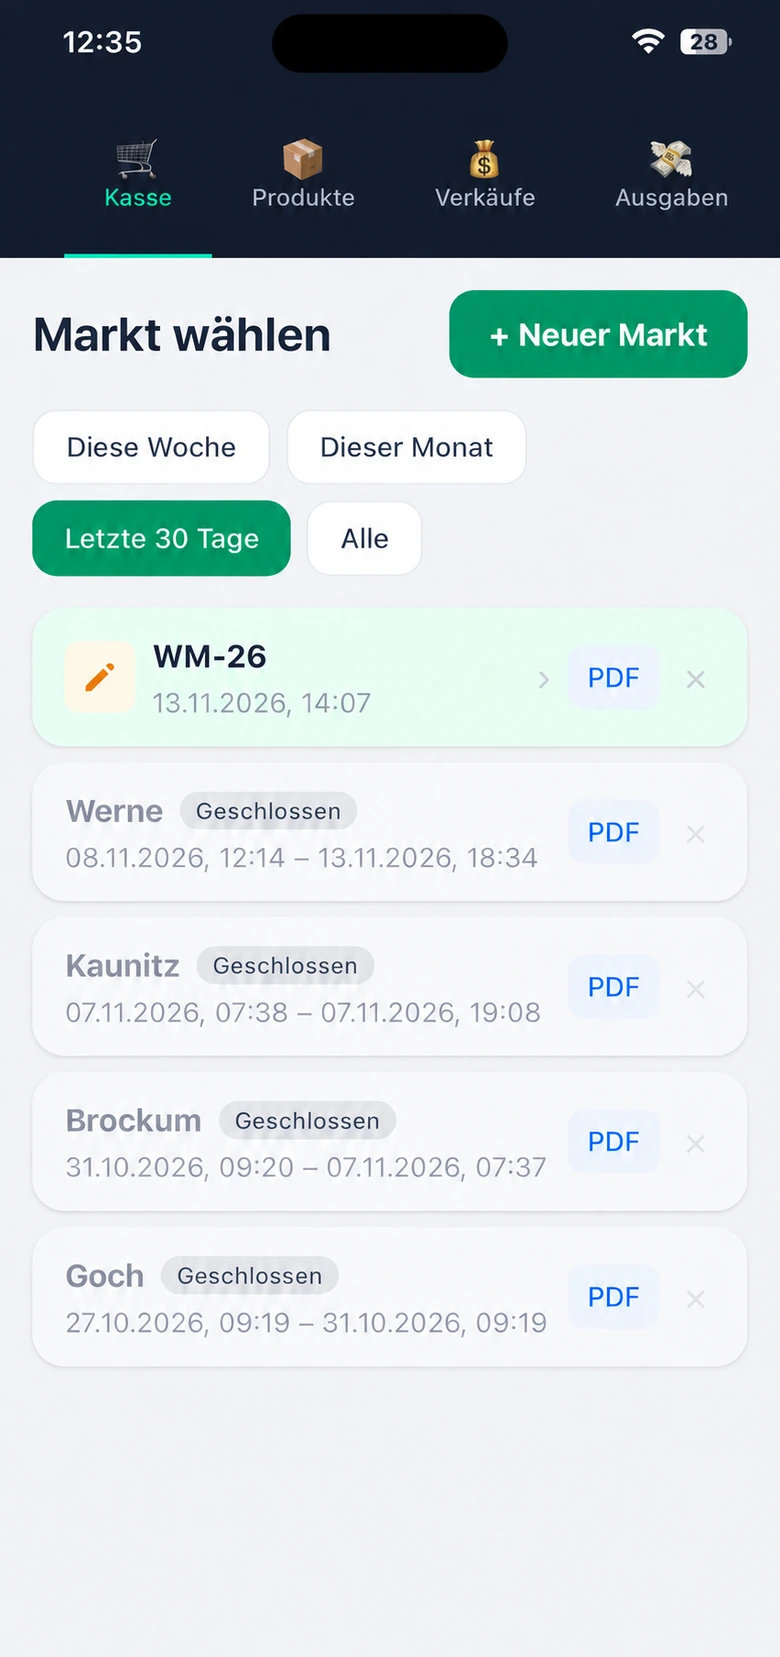 12:35
28
Kasse
Produkte
Verkäufe
Ausgaben
Markt wählen
+ Neuer Markt
Diese Woche
Dieser Monat
Letzte 30 Tage
Alle
WM-26
13.11.2026, 14:07
PDF
Werne Geschlossen
08.11.2026, 12:14 – 13.11.2026, 18:34
PDF
Kaunitz Geschlossen
07.11.2026, 07:38 – 07.11.2026, 19:08
PDF
Brockum Geschlossen
31.10.2026, 09:20 – 07.11.2026, 07:37
PDF
Goch Geschlossen
27.10.2026, 09:19 – 31.10.2026, 09:19
PDF